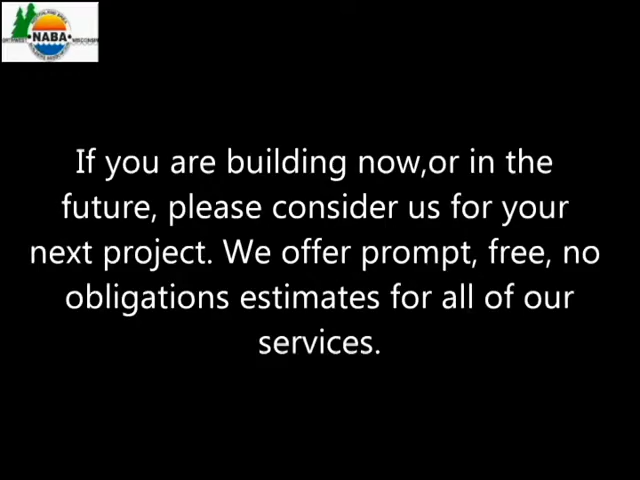 NABA
If you are building now,or in the
future, please consider us for your
next project. We offer prompt, free, no
obligations estimates for all of our
services.